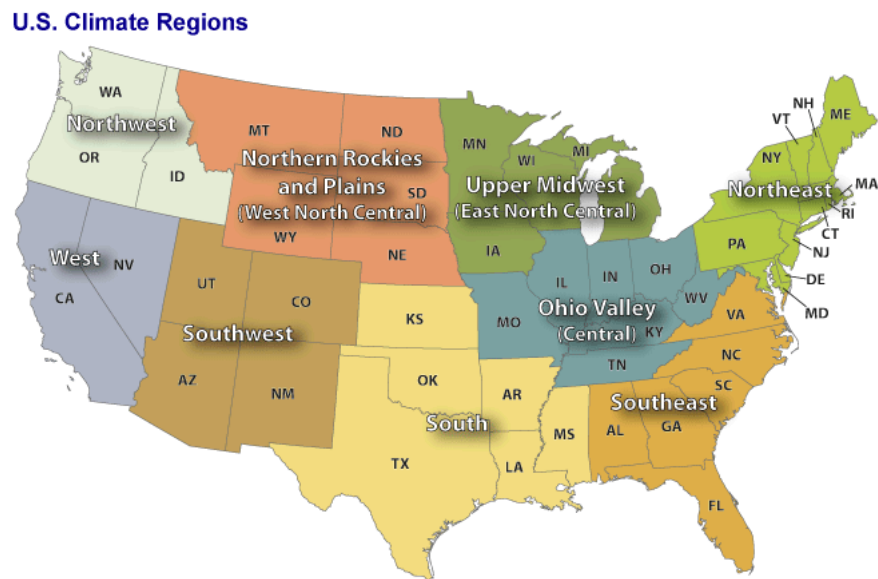 U.S. Climate Regions
WA
Northwest
OR
ID
MT
ND
Northern Rockies
and Plains
(West North Central)
SD
WY
NE
MN
WI
MI
Upper Midwest
(East North Central)
IA
NH
VT
ME
NY
MA
Northeast
RI
CT
PA
NJ
DE
MD
West
NV
CA
UT
CO
Southwest
AZ
NM
KS
OK
AR
South
TX
LA
MS
IL
IN
OH
WV
Ohio Valley
(Central)
MO
KY
TN
VA
NC
SC
Southeast
AL
GA
FL